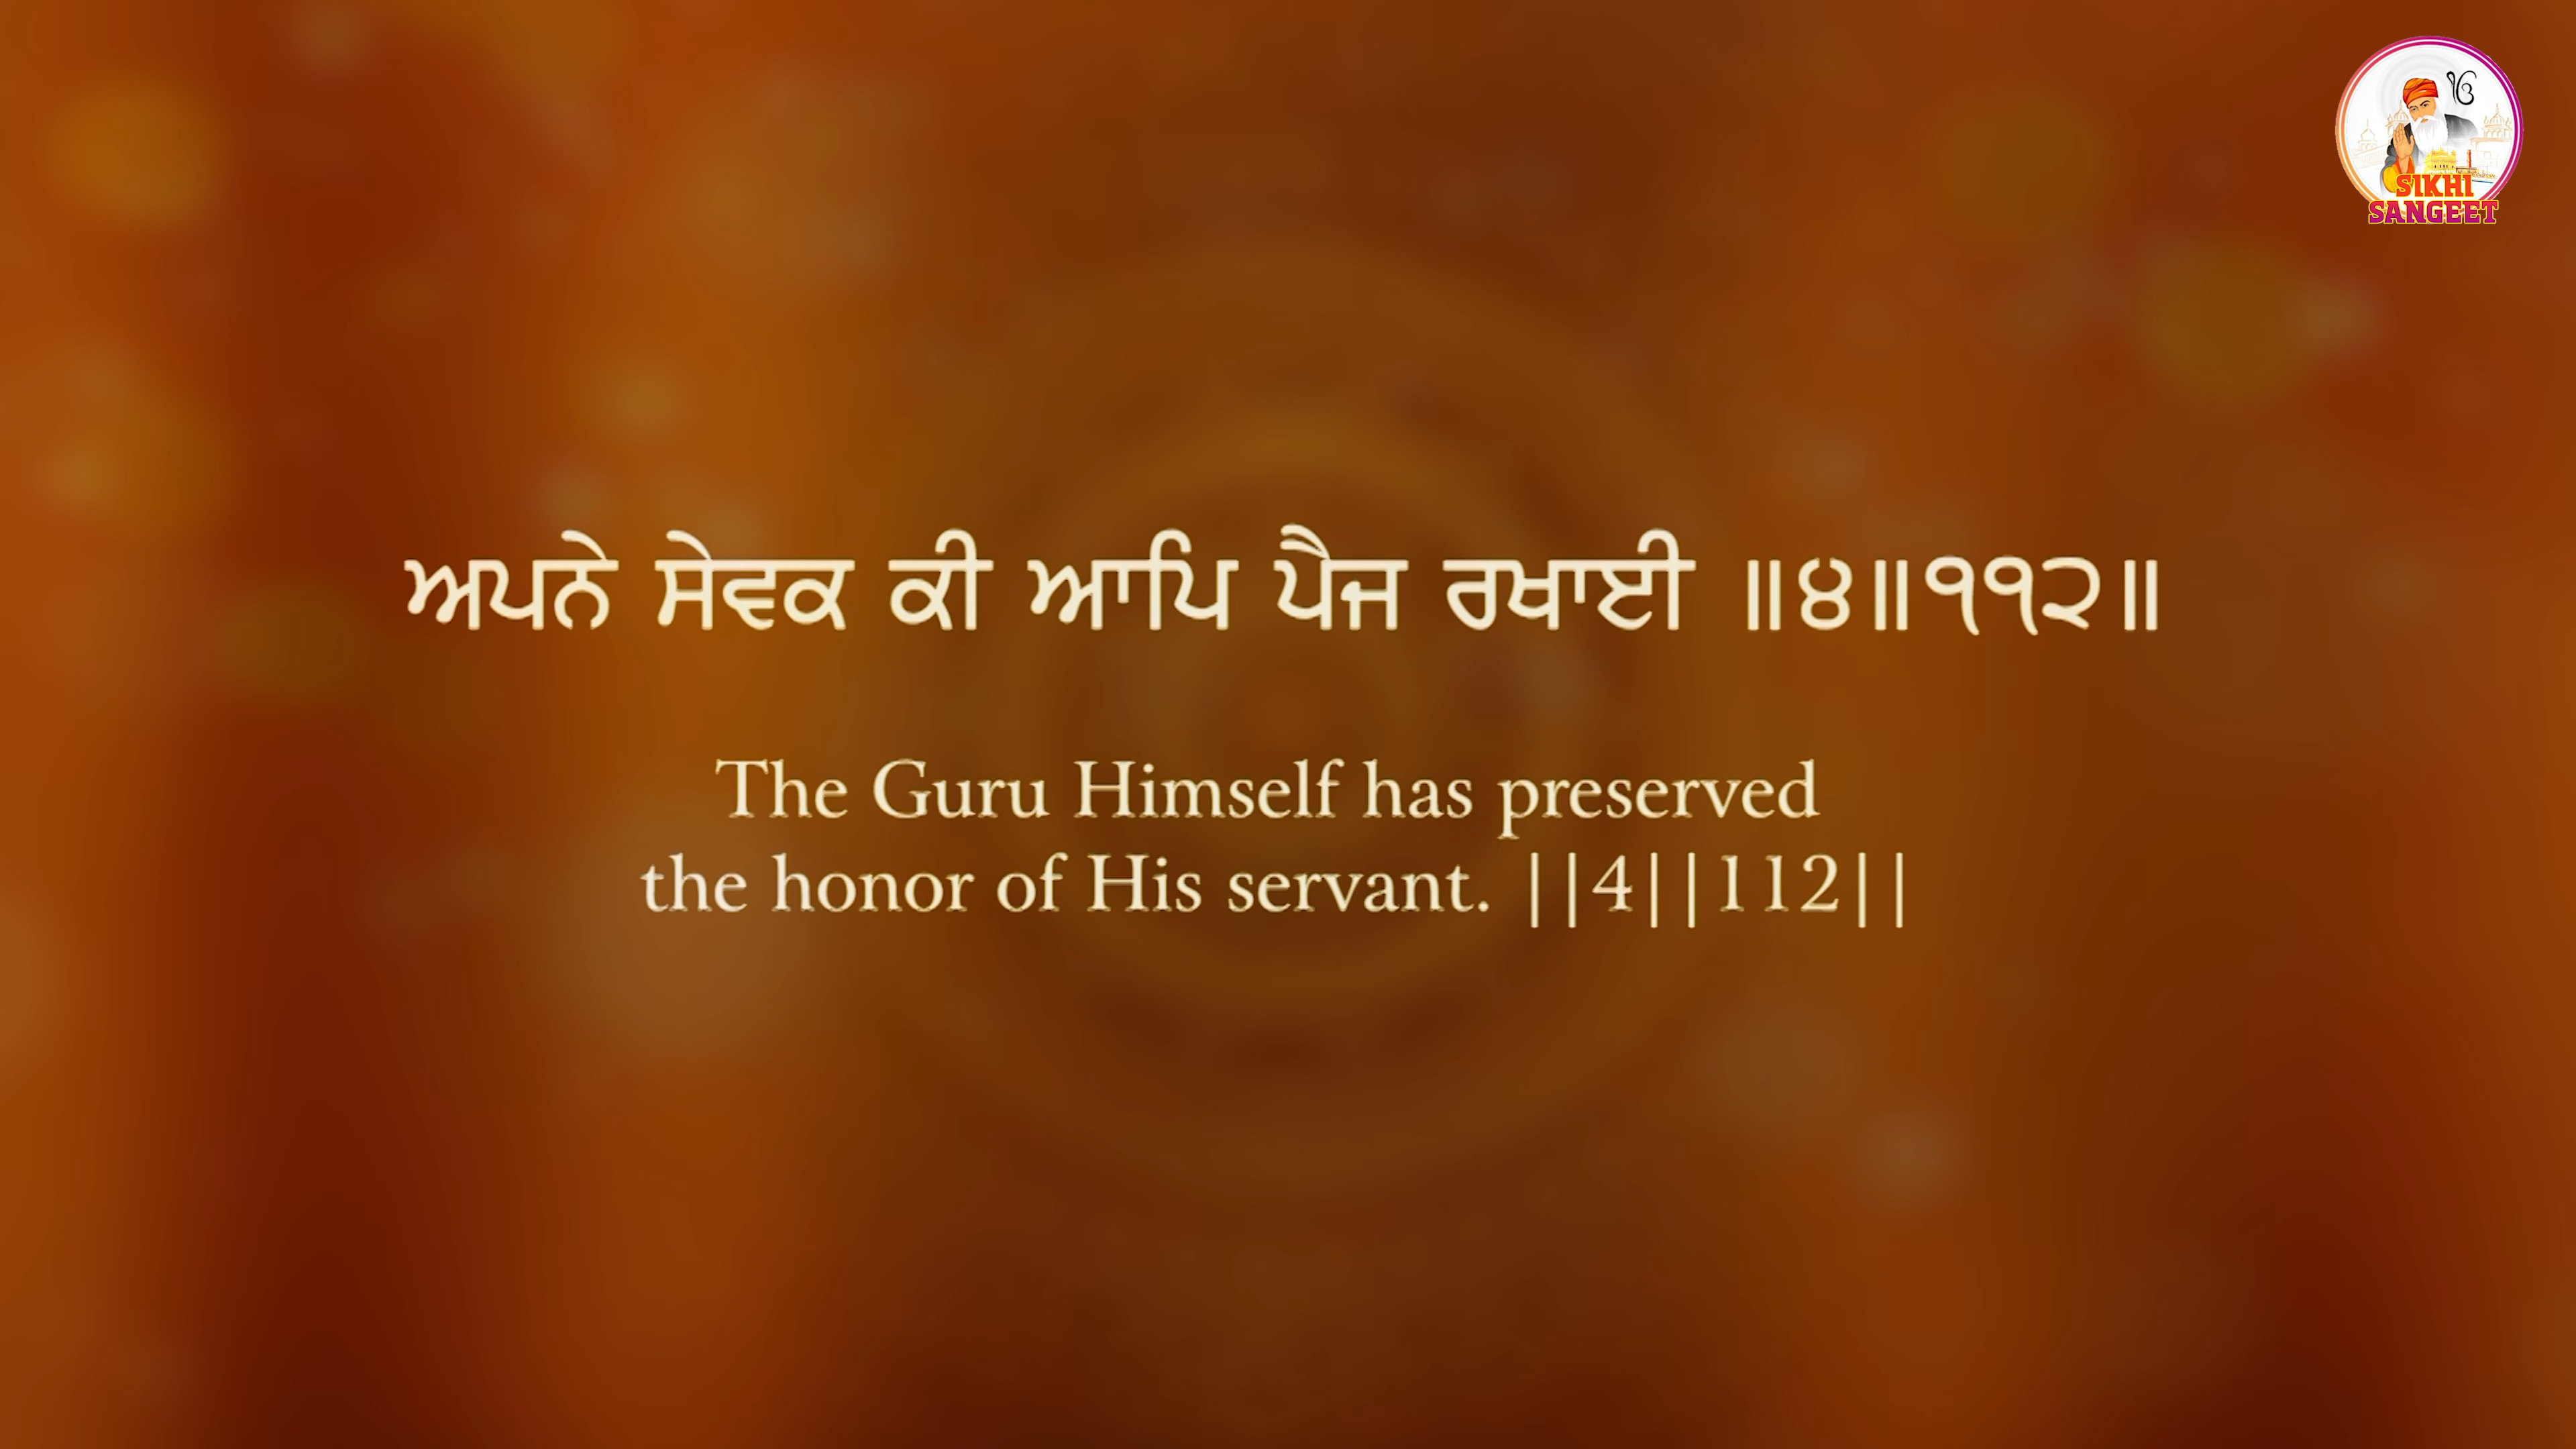 ੴ
SIKHI
SANGEET
ਅਪਨੇ ਸੇਵਕ ਕੀ ਆਪਿ ਪੈਜ ਰਖਾਈ ॥੪॥੧੧੨॥
The Guru Himself has preserved
the honor of His servant. ||4||112||